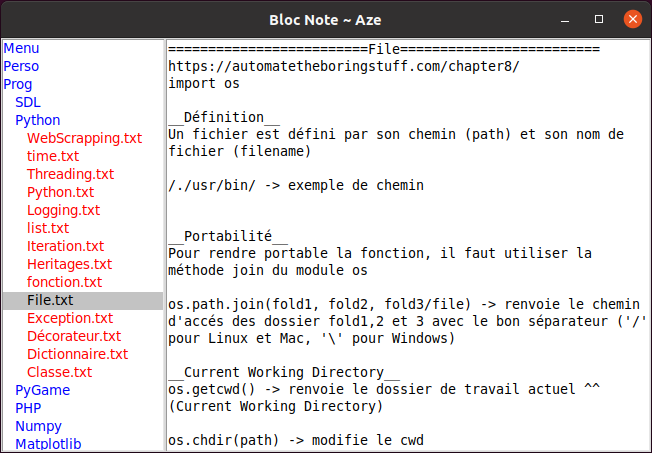 Bloc Note ~ Aze
Menu
Perso
Prog
SDL
Python
WebScrapping.txt
time.txt
Threading.txt
Python.txt
Logging.txt
list.txt
Iteration.txt
Heritages.txt
fonction.txt
File.txt
Exception.txt
Décorateur.txt
Dictionnaire.txt
Classe.txt
PyGame
PHP
Numpy
Matplotlib
=========================File=========================
https://automatetheboringstuff.com/chapter8/
import os
__Définition__
Un fichier est défini par son chemin (path) et son nom de
fichier (filename)
/./usr/bin/ -> exemple de chemin
__Portabilité__
Pour rendre portable la fonction, il faut utiliser la
méthode join du module os
os.path.join(fold1, fold2, fold3/file) -> renvoie le chemin
d'accés des dossier fold1,2 et 3 avec le bon séparateur ('/'
pour Linux et Mac, '\' pour Windows)
__Current Working Directory__
os.getcwd() -> renvoie le dossier de travail actuel ^^
(Current Working Directory)
os.chdir(path) -> modifie le cwd